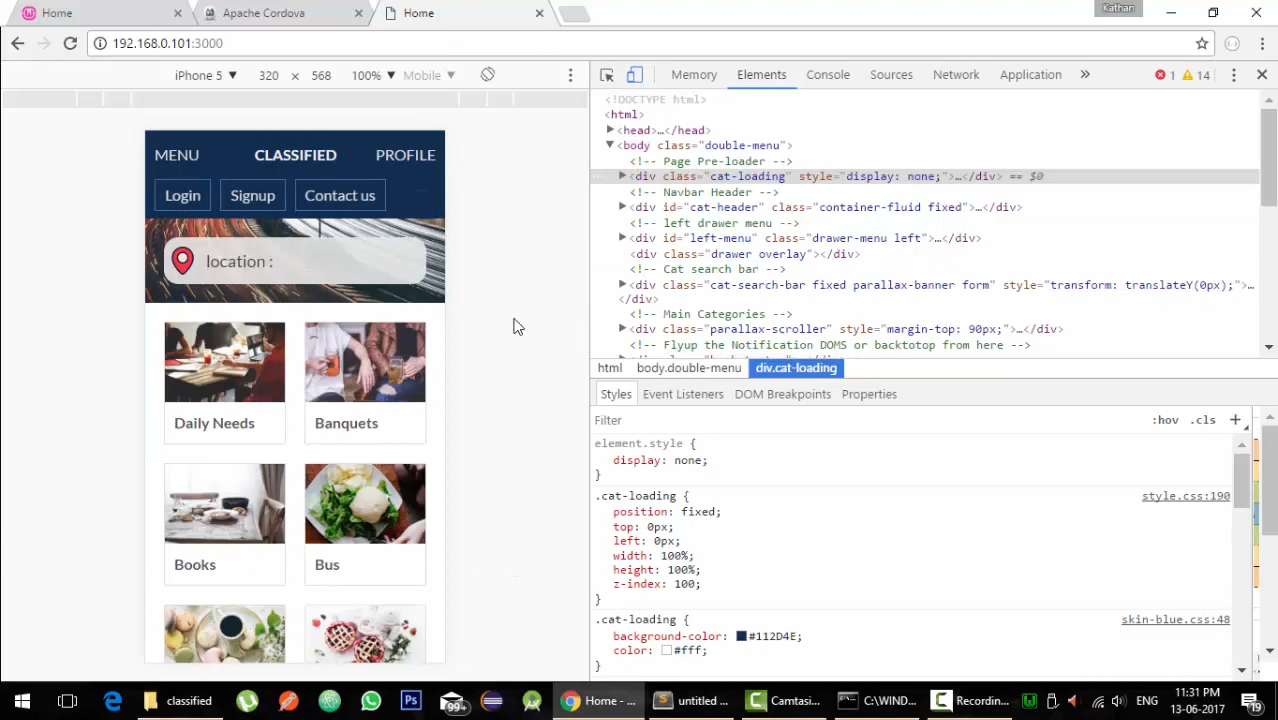 Home
Apache Cordova
Home
Kathan
192.168.0.101:3000
iPhone 5 ▼ 320 × 568 100% ▼ Mobile ▼
Memory Elements Console Sources Network Application » 1 14
MENU CLASSIFIED PROFILE
Login Signup Contact us
location :
Daily Needs Banquets
Books Bus
<!DOCTYPE html>
<html>
<head>…</head>
<body class="double-menu">
<!-- Page Pre-loader -->
<div class="cat-loading" style="display: none;">…</div> == $0
<!-- Navbar Header -->
<div id="cat-header" class="container-fluid fixed">…</div>
<!-- left drawer menu -->
<div id="left-menu" class="drawer-menu left">…</div>
<div class="drawer overlay"></div>
<!-- Cat search bar -->
<div class="cat-search-bar fixed parallax-banner form" style="transform: translateY(0px);">…
</div>
<!-- Main Categories -->
<div class="parallax-scroller" style="margin-top: 90px;">…</div>
<!-- Flyup the Notification DOMS or backtotop from here -->
html body.double-menu div.cat-loading
Styles Event Listeners DOM Breakpoints Properties
Filter :hov .cls +
element.style {
display: none;
}
.cat-loading { style.css:190
position: fixed;
top: 0px;
left: 0px;
width: 100%;
height: 100%;
z-index: 100;
}
.cat-loading { skin-blue.css:48
background-color: #112D4E;
color: #fff;
}
classified 99+ Home - ... untitled ... Camtasi... C:\WIND... Recordin... ENG 11:31 PM
13-06-2017 19